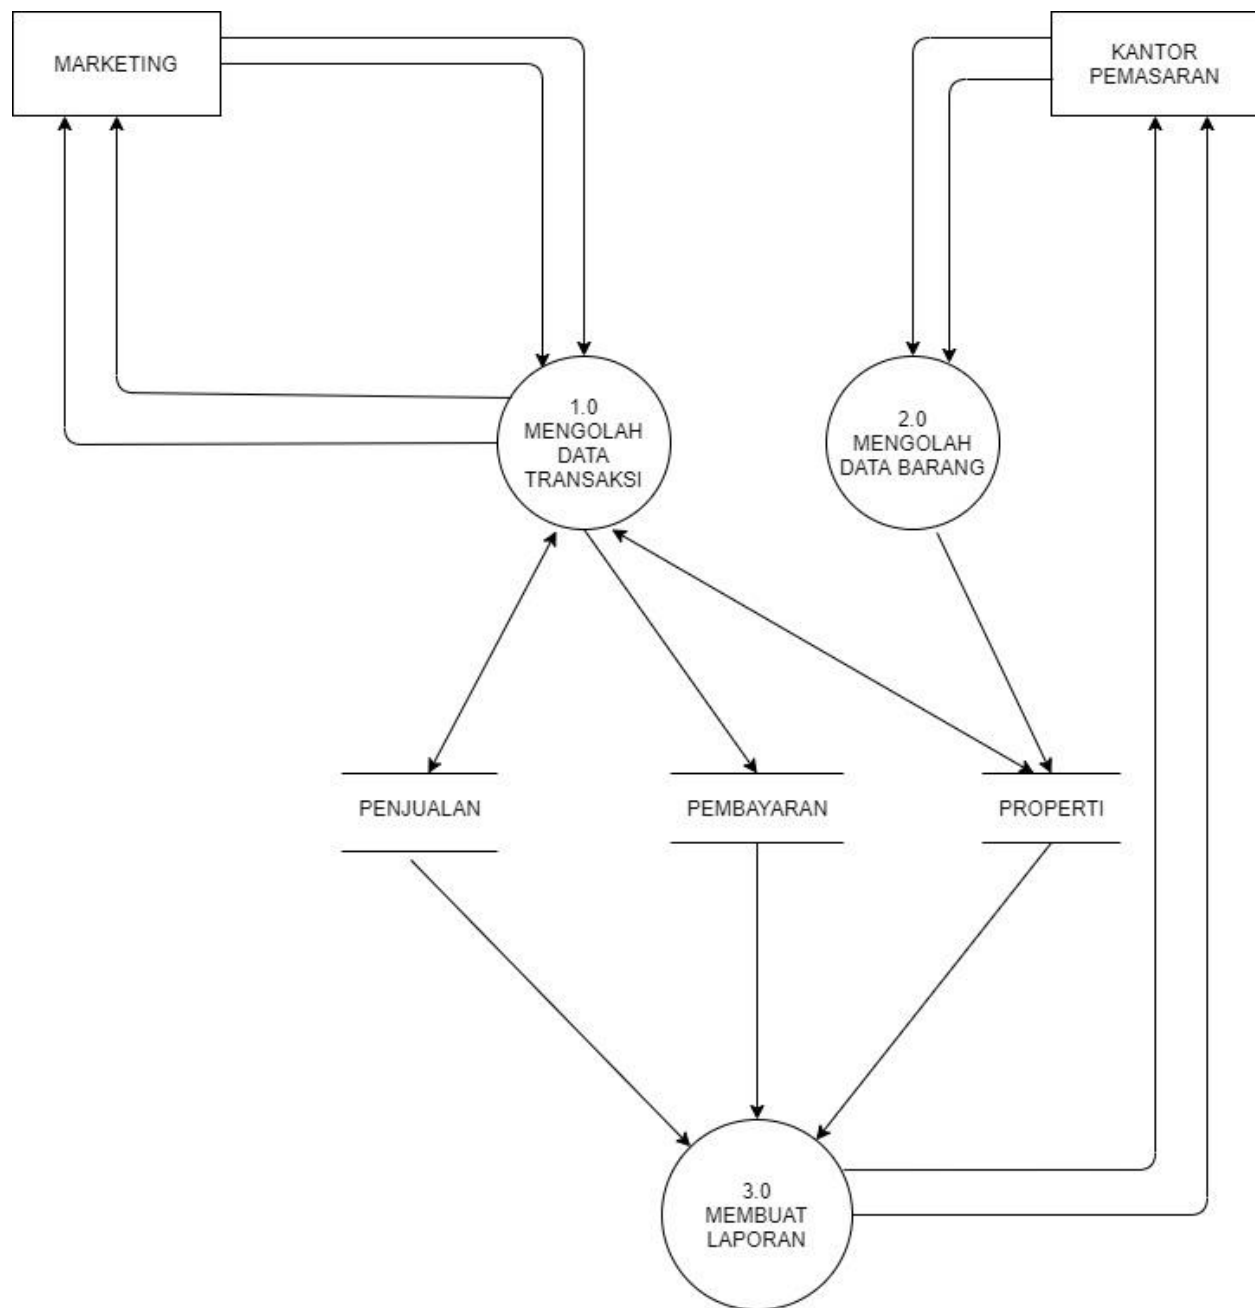 MARKETING
KANTOR
PEMASARAN
1.0
MENGOLAH
DATA
TRANSAKSI
2.0
MENGOLAH
DATA BARANG
PENJUALAN
PEMBAYARAN
PROPERTI
3.0
MEMBUAT
LAPORAN